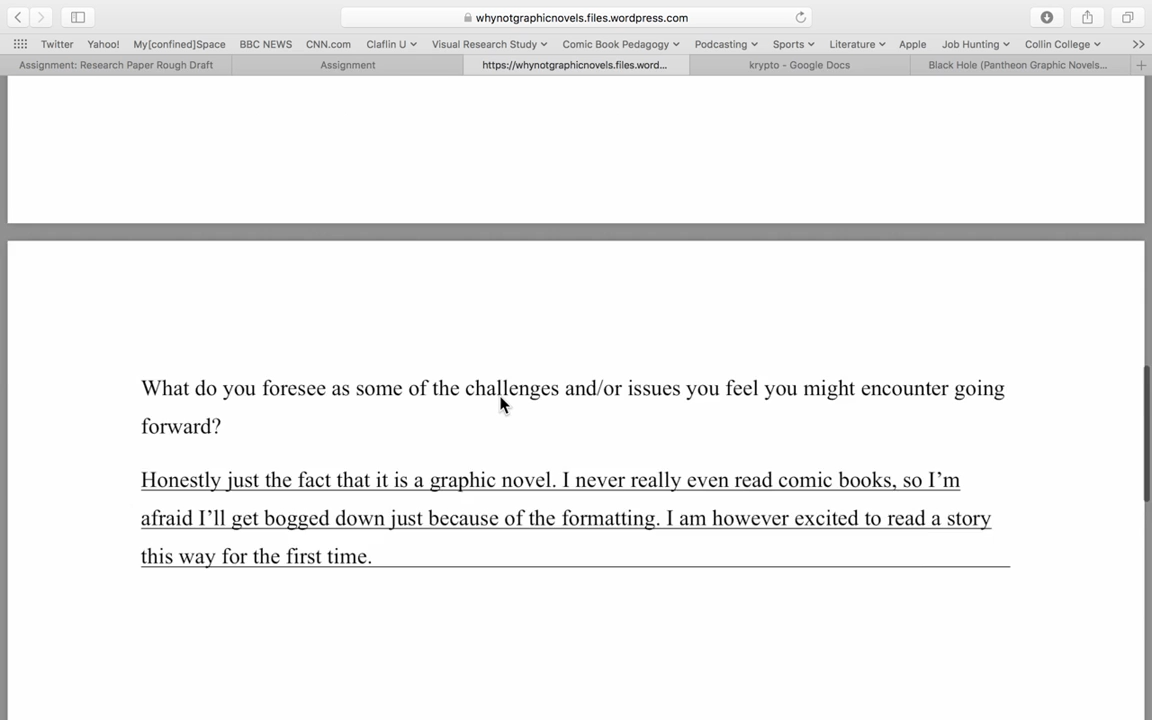 whynotgraphicnovels.files.wordpress.com
Twitter Yahoo! My[confined]Space BBC NEWS CNN.com Claflin U Visual Research Study Comic Book Pedagogy Podcasting Sports Literature Apple Job Hunting Collin College
Assignment: Research Paper Rough Draft Assignment https://whynotgraphicnovels.files.word... krypto - Google Docs Black Hole (Pantheon Graphic Novels...
What do you foresee as some of the challenges and/or issues you feel you might encounter going
forward?
Honestly just the fact that it is a graphic novel. I never really even read comic books, so I'm
afraid I'll get bogged down just because of the formatting. I am however excited to read a story
this way for the first time.